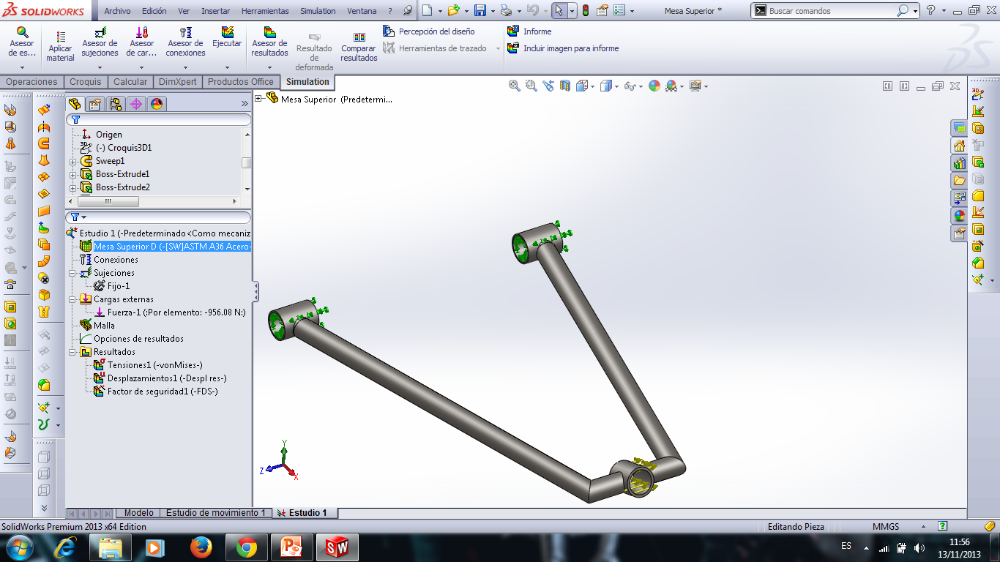 SOLIDWORKS Archivo Edición Ver Insertar Herramientas Simulation Ventana ? Mesa Superior * Buscar comandos ?
Asesor de es... Aplicar material Asesor de sujeciones Asesor de car... Asesor de conexiones Ejecutar Asesor de resultados Resultado de deformada Comparar resultados
Percepción del diseño
Herramientas de trazado
Informe
Incluir imagen para informe
Operaciones Croquis Calcular DimXpert Productos Office Simulation
Mesa Superior (Predetermi...
Origen
(-) Croquis3D1
Sweep1
Boss-Extrude1
Boss-Extrude2
Estudio 1 (-Predeterminado<Como mecaniz
Mesa Superior D (-[SW]ASTM A36 Acero-
Conexiones
Sujeciones
Fijo-1
Cargas externas
Fuerza-1 (:Por elemento: -956.08 N:)
Malla
Opciones de resultados
Resultados
Tensiones1 (-vonMises-)
Desplazamientos1 (-Despl res-)
Factor de seguridad1 (-FDS-)
Y
Z
X
Modelo Estudio de movimiento 1 Estudio 1
SolidWorks Premium 2013 x64 Edition Editando Pieza MMGS
ES 11:56
13/11/2013